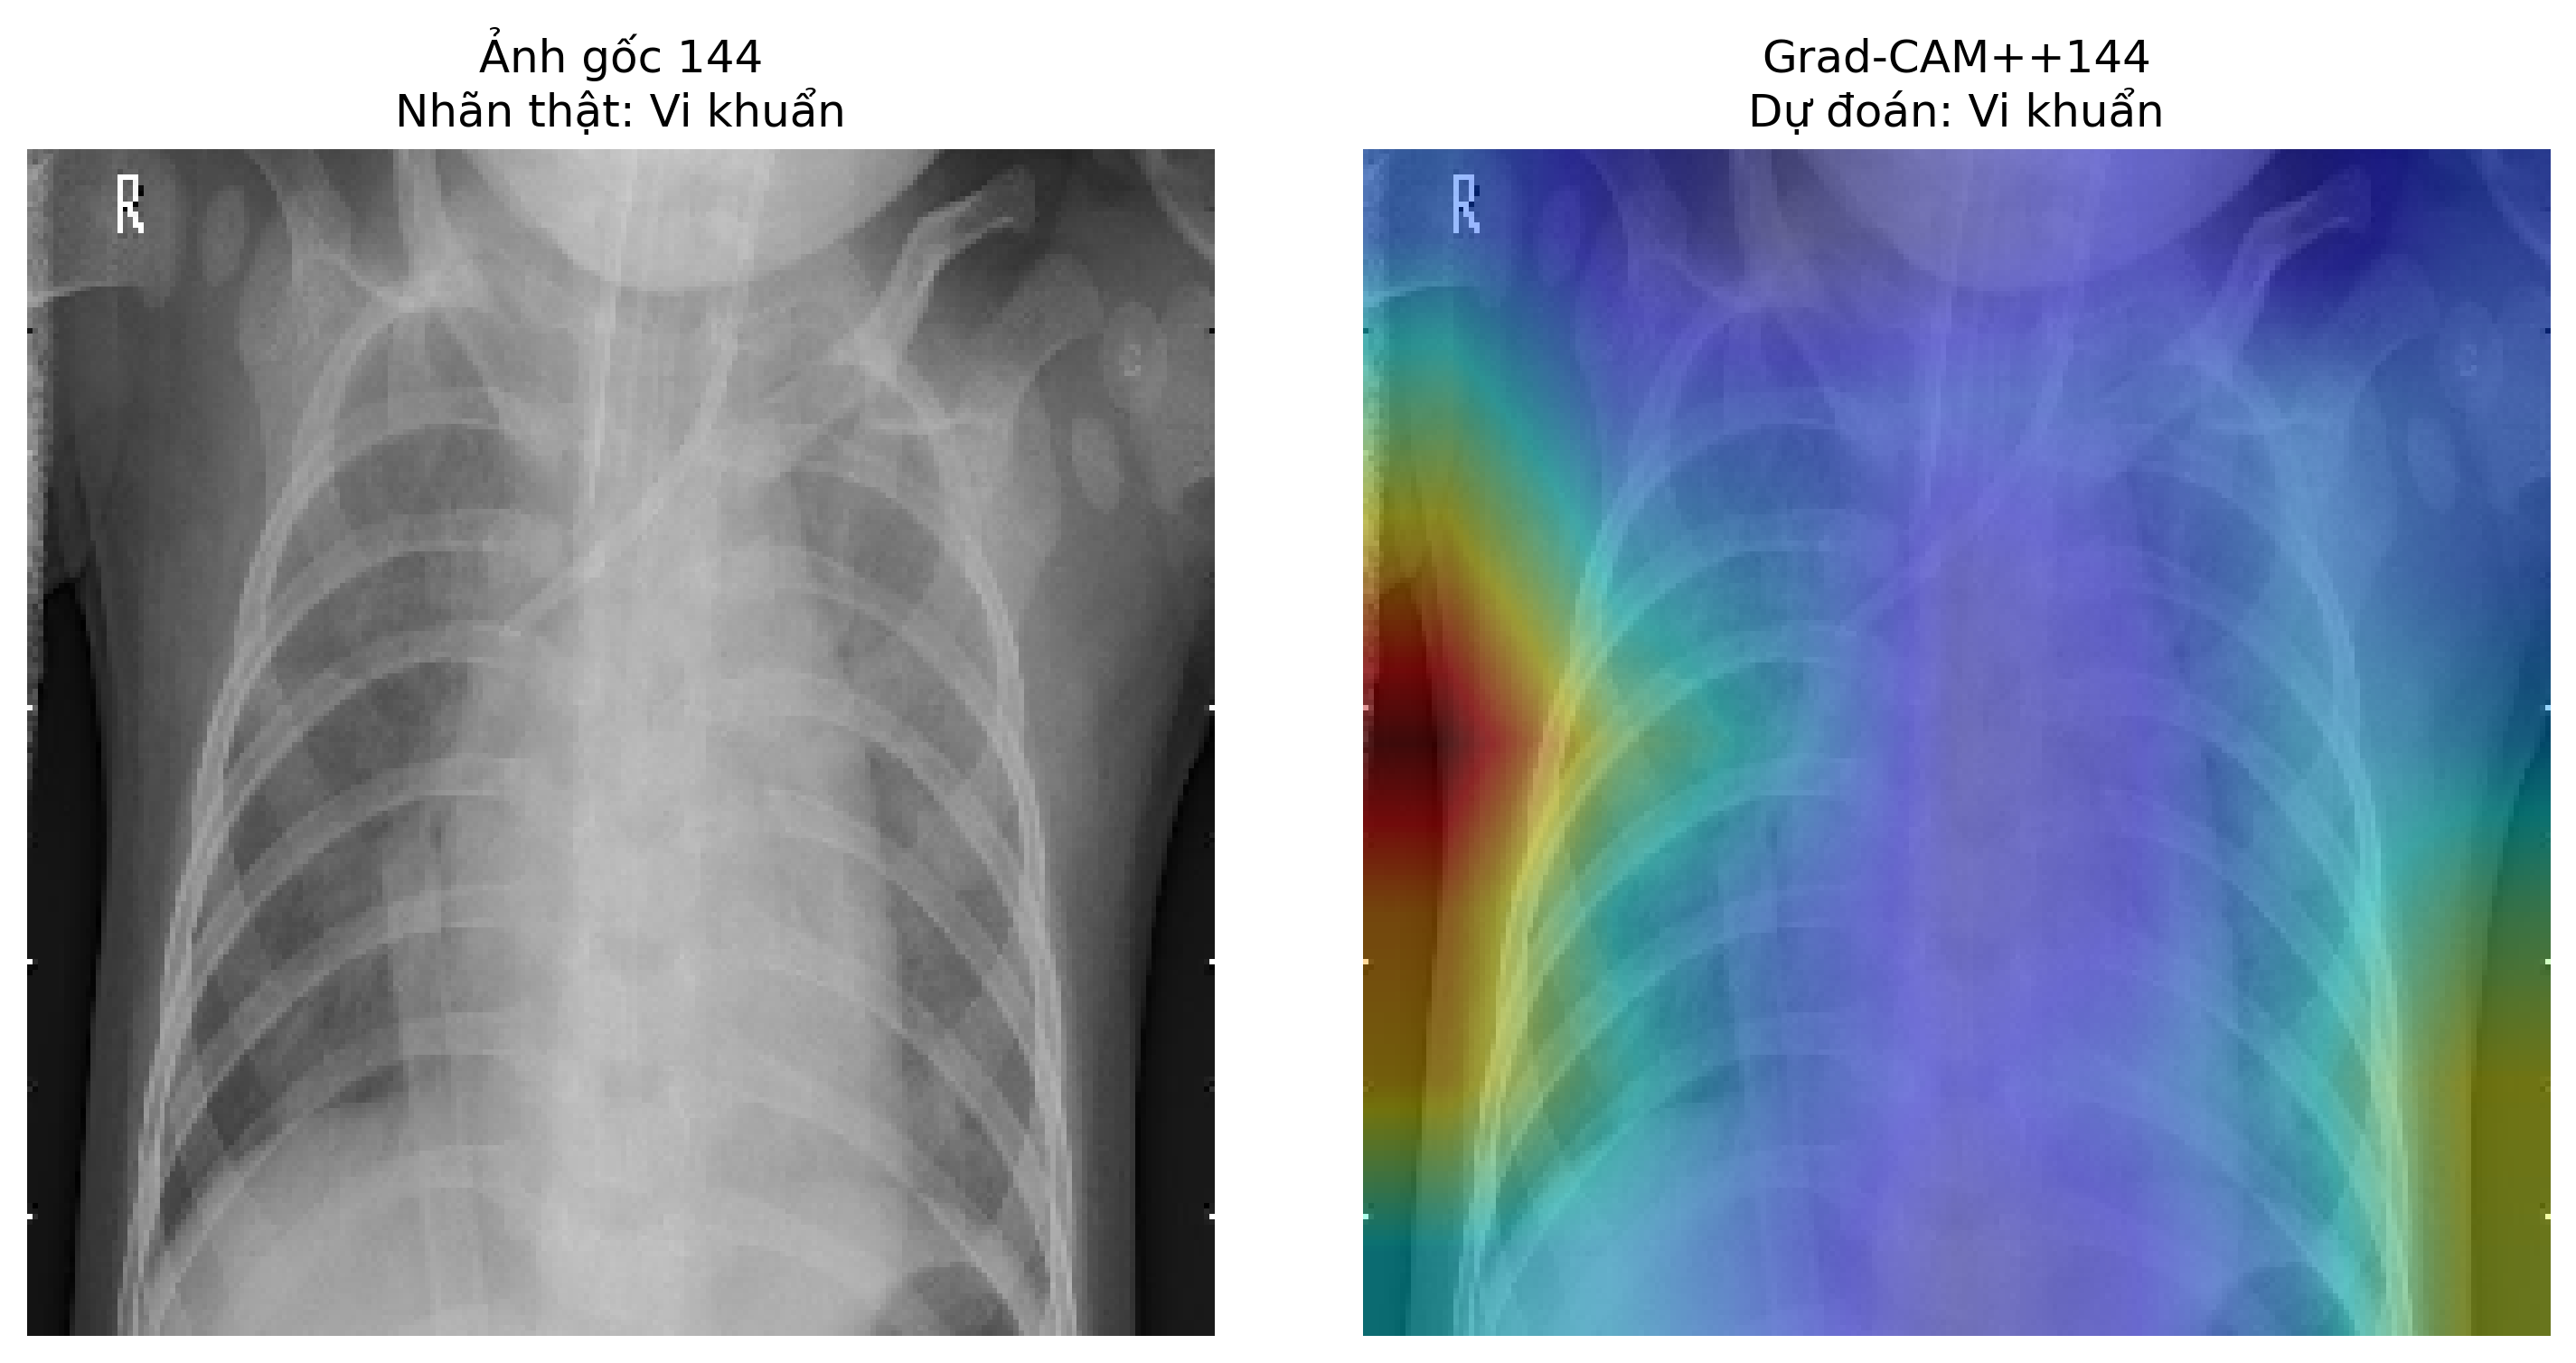 Ảnh gốc 144
Nhãn thật: Vi khuẩn
R
Grad-CAM++144
Dự đoán: Vi khuẩn
R